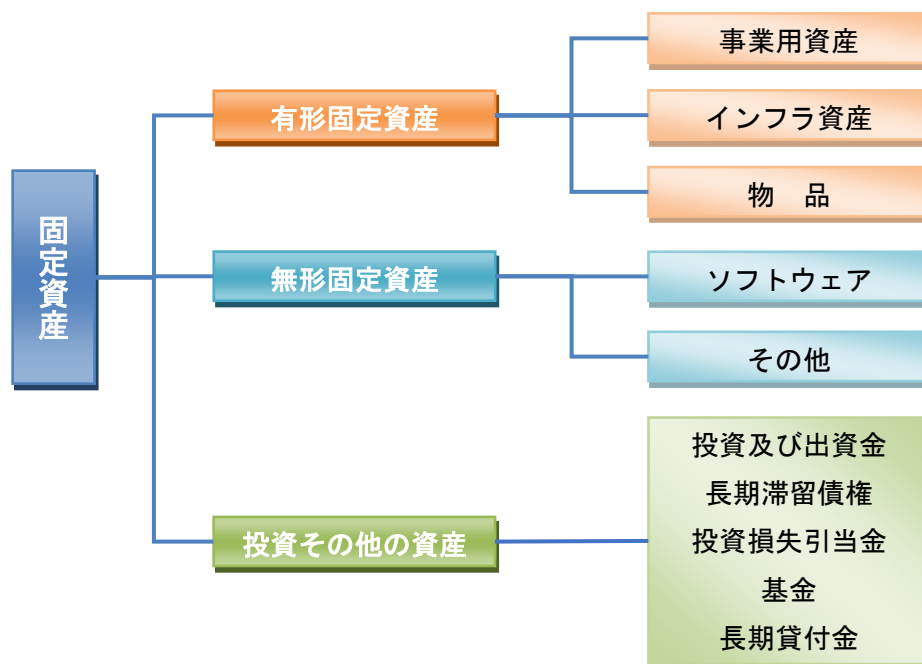 固定資産
有形固定資産
事業用資産
インフラ資産
物　品
無形固定資産
ソフトウェア
その他
投資その他の資産
投資及び出資金
長期滞留債権
投資損失引当金
基金
長期貸付金